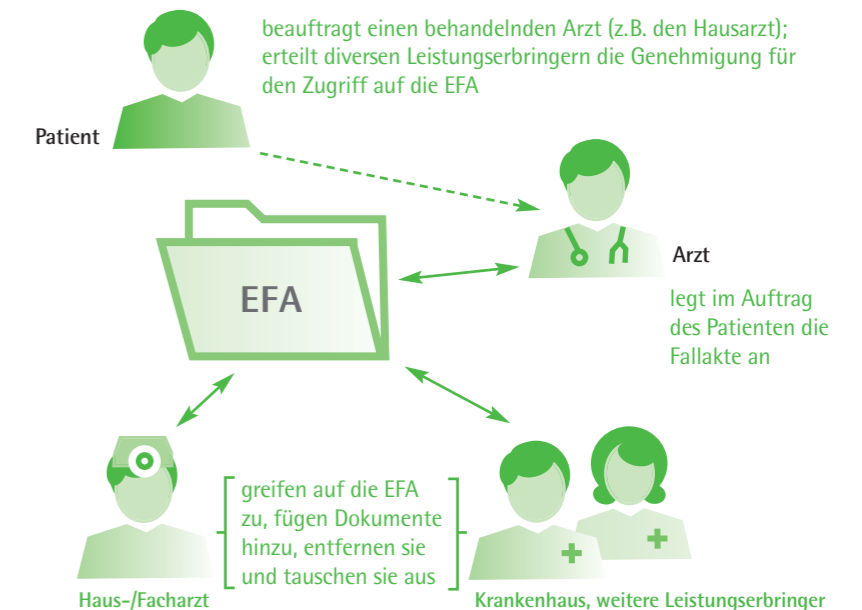 beauftragt einen behandelnden Arzt (z.B. den Hausarzt);
erteilt diversen Leistungserbringern die Genehmigung für
den Zugriff auf die EFA
Patient
Arzt
legt im Auftrag
des Patienten die
Fallakte an
EFA
greifen auf die EFA
zu, fügen Dokumente
hinzu, entfernen sie
und tauschen sie aus
Haus-/Facharzt
Krankenhaus, weitere Leistungserbringer